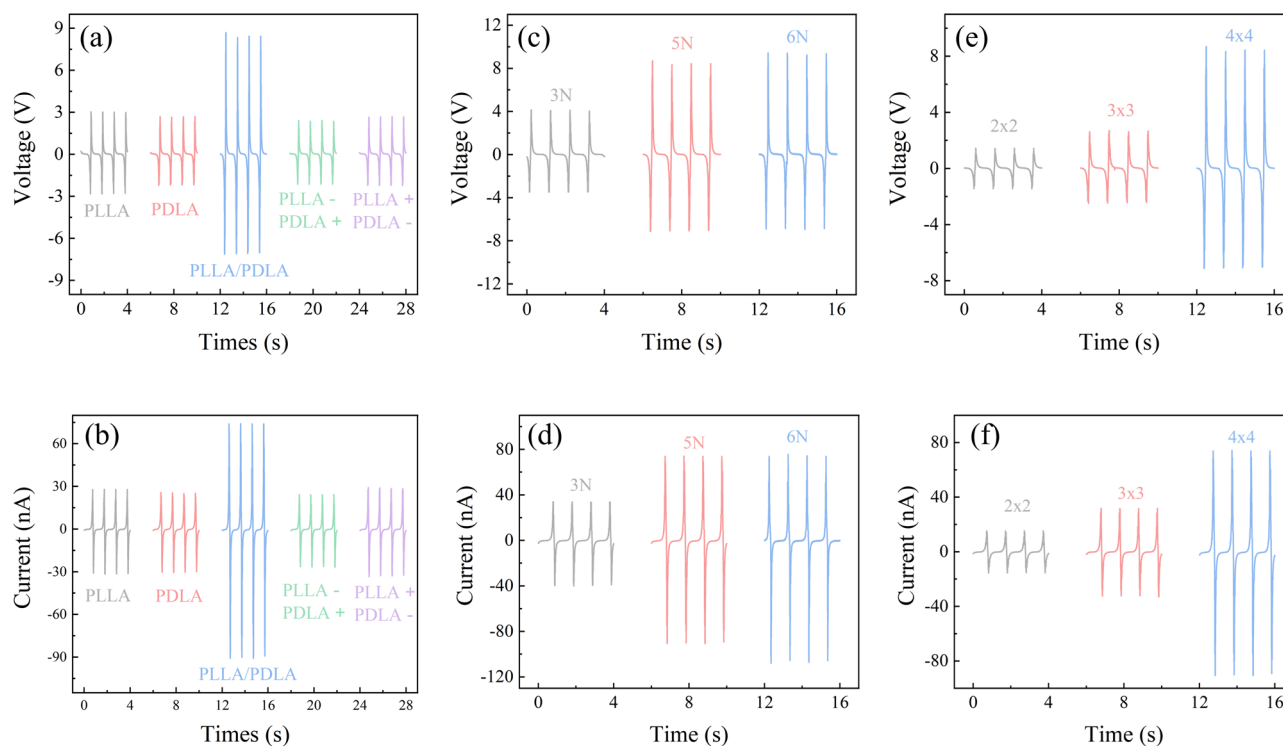 (a)
Voltage (V)
9
6
3
0
-3
-6
-9
PLLA
PDLA
PLLA/PDLA
PLLA -
PDLA +
PLLA +
PDLA -
0 4 8 12 16 20 24 28
Times (s)
(c)
Voltage (V)
12
8
4
0
-4
-8
-12
3N
5N
6N
0 4 8 12 16
Time (s)
(e)
Voltage (V)
8
4
0
-4
-8
2x2
3x3
4x4
0 4 8 12 16
Time (s)
(b)
Current (nA)
60
30
0
-30
-60
-90
PLLA
PDLA
PLLA/PDLA
PLLA -
PDLA +
PLLA +
PDLA -
0 4 8 12 16 20 24 28
Times (s)
(d)
Current (nA)
80
40
0
-40
-80
-120
3N
5N
6N
0 4 8 12 16
Time (s)
(f)
Current (nA)
80
40
0
-40
-80
2x2
3x3
4x4
0 4 8 12 16
Time (s)